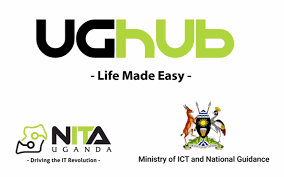 UGhUb
- Life Made Easy -
NITA
UGANDA
- Driving the IT Revolution -
Ministry of ICT and National Guidance